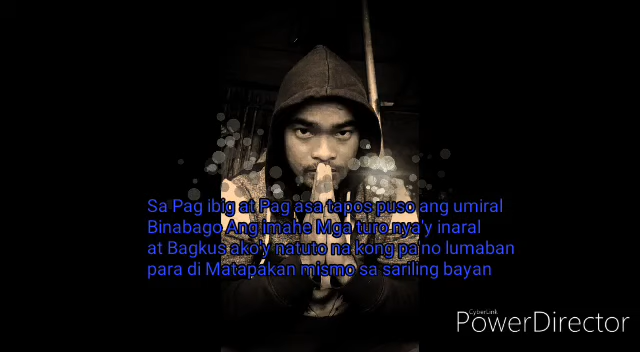 Sa Pag ibig at Pag asa tapos puso ang umiral
Binabago Ang imahe Mga turo nya'y inaral
at Bagkus ako'y natuto na kong pa'no lumaban
para di Matapakan mismo sa sariling bayan
CyberLink
PowerDirector